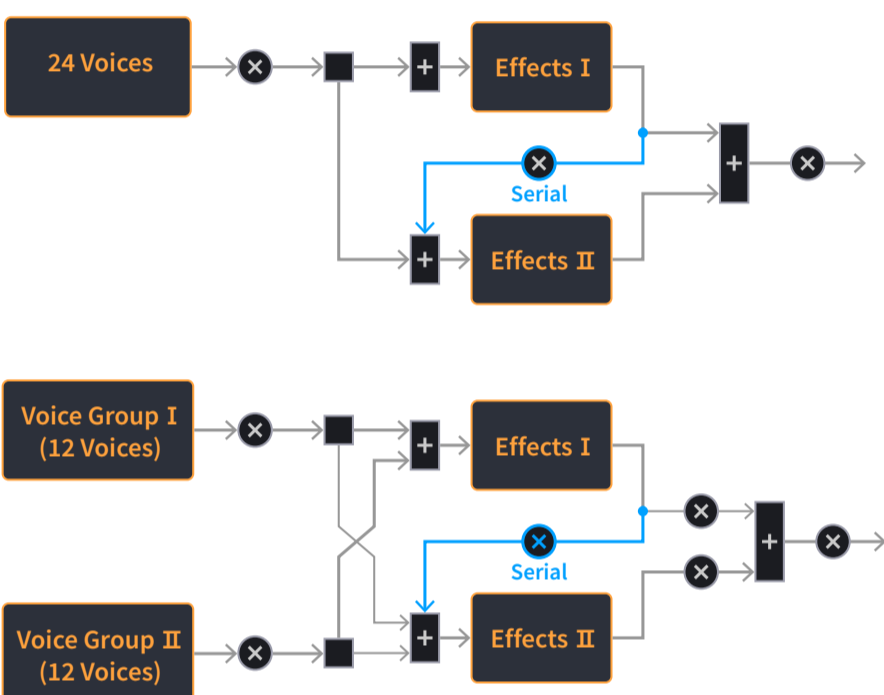 24 Voices
×
+
Effects I
+
×
×
Serial
+
Effects Ⅱ
Voice Group I
(12 Voices)
×
+
Effects I
×
+
×
×
Serial
×
Voice Group Ⅱ
(12 Voices)
×
+
Effects Ⅱ